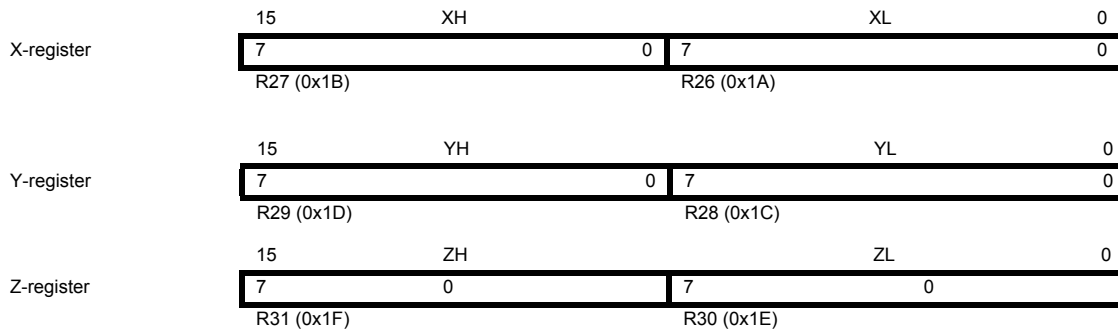 15 XH XL 0
X-register 7 0 7 0
R27 (0x1B) R26 (0x1A)
15 YH YL 0
Y-register 7 0 7 0
R29 (0x1D) R28 (0x1C)
15 ZH ZL 0
Z-register 7 0 7 0
R31 (0x1F) R30 (0x1E)